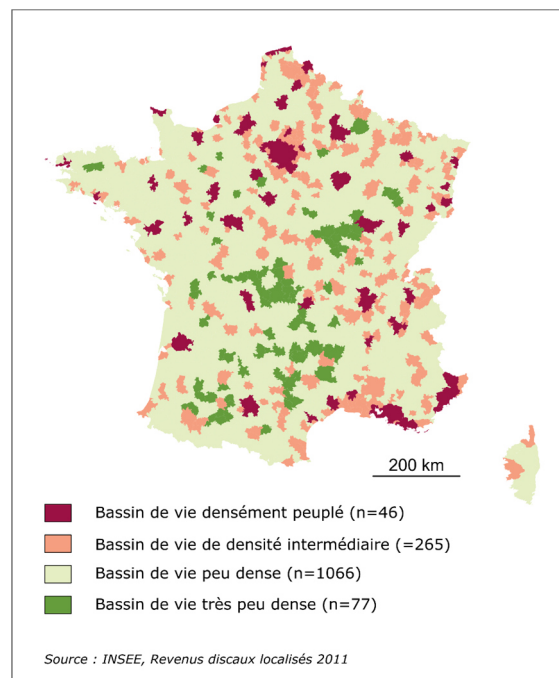 200 km
Bassin de vie densément peuplé (n=46)
Bassin de vie de densité intermédiaire (=265)
Bassin de vie peu dense (n=1066)
Bassin de vie très peu dense (n=77)
Source : INSEE, Revenus discaux localisés 2011